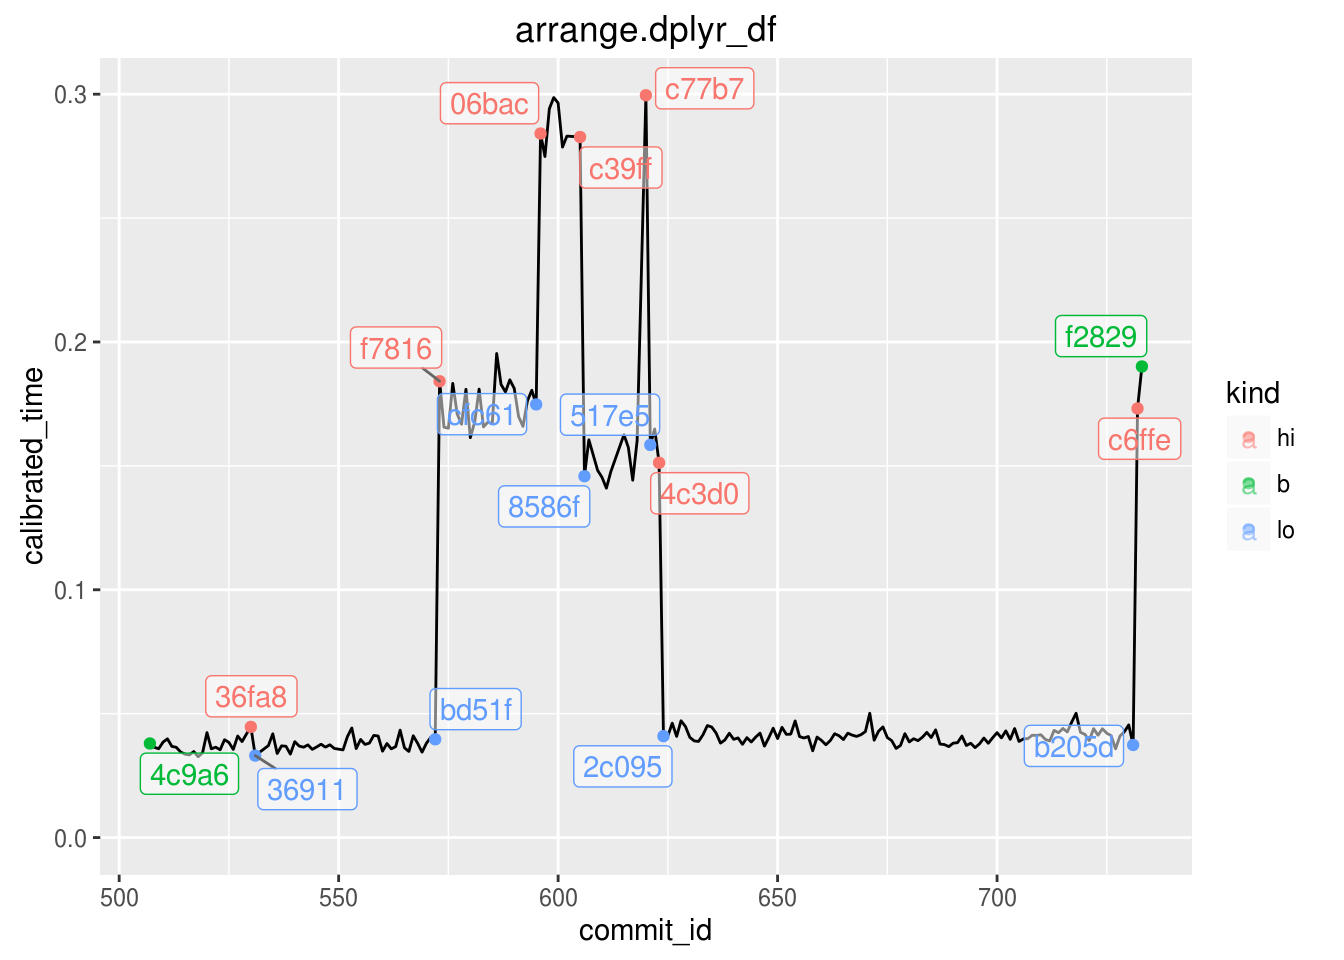 arrange.dplyr_df
0.3
0.2
0.1
0.0
calibrated_time
06bac
c77b7
c39ff
f7816
f2829
517e5
c6ffe
8586f
4c3d0
36fa8
bd51f
4c9a6
36911
2c095
b205d
500
550
600
650
700
commit_id
kind
a hi
a b
a lo